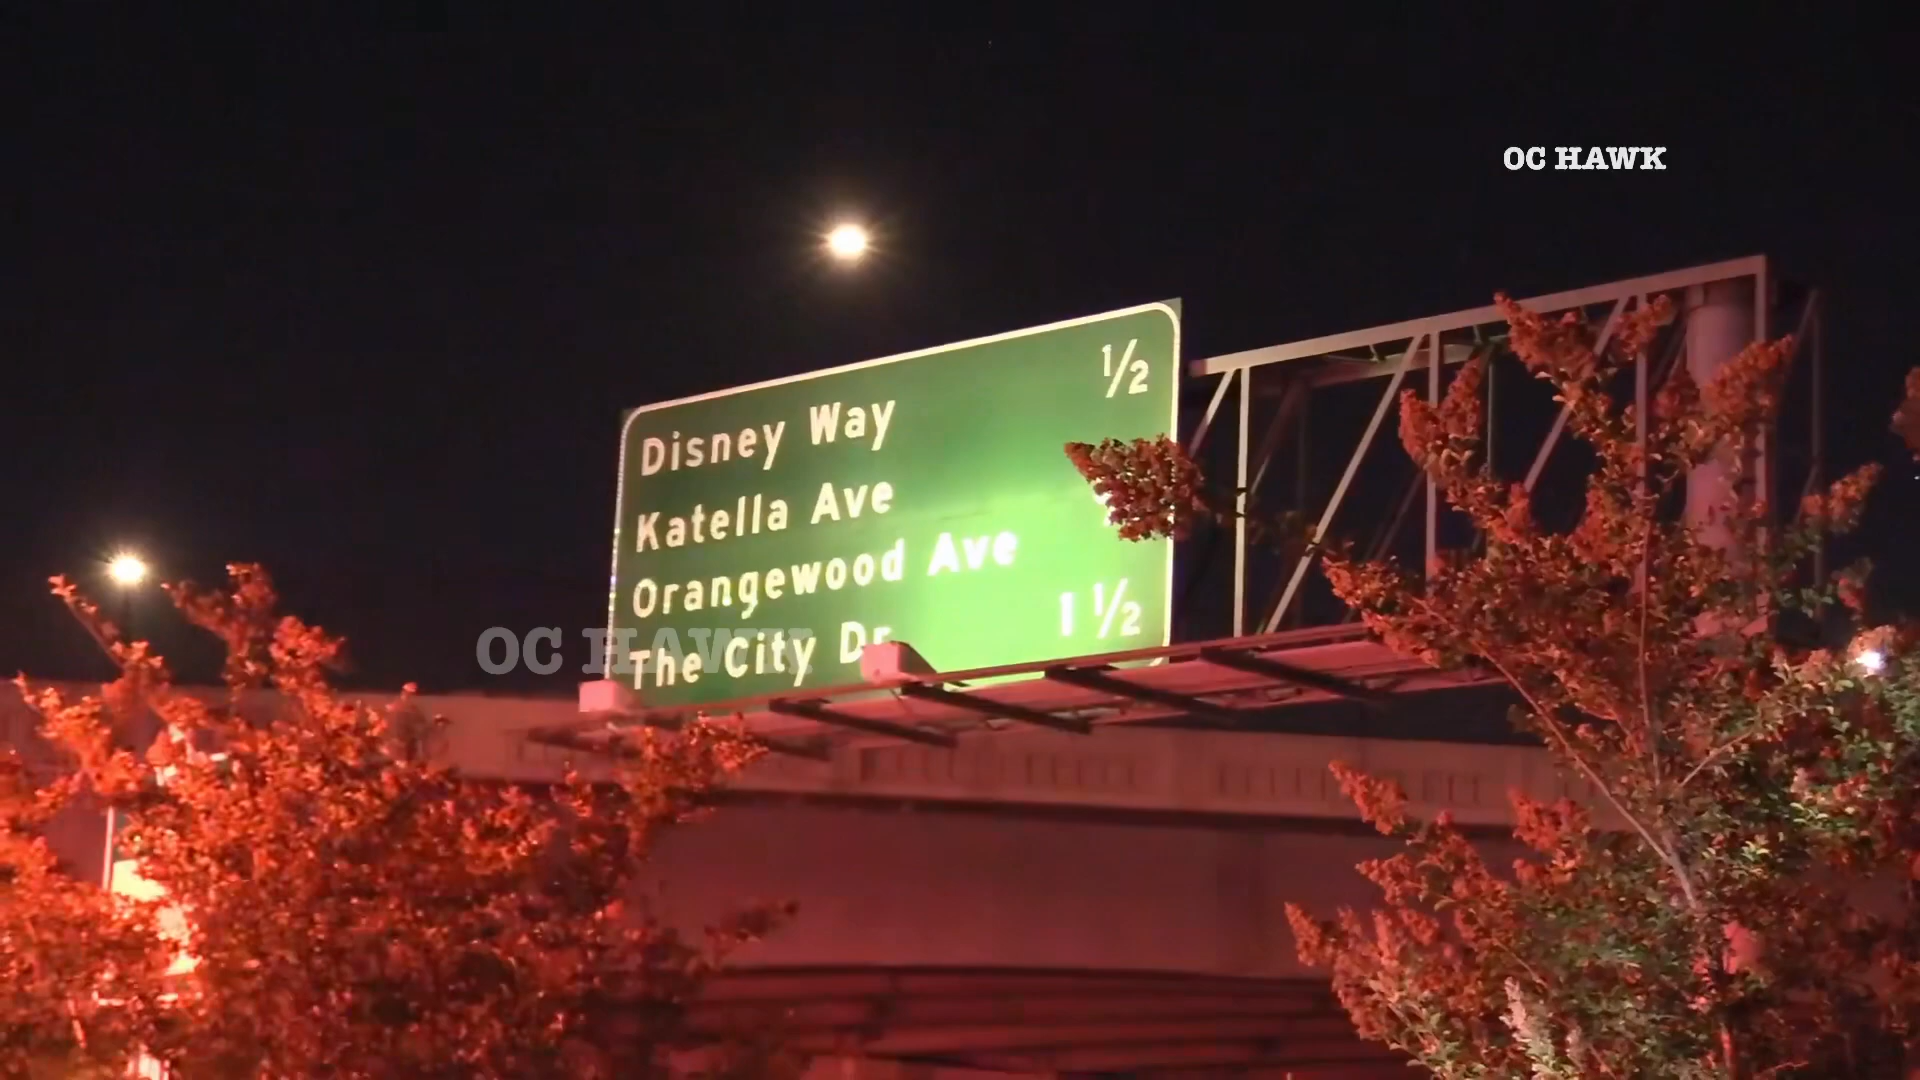 OC HAWK
Disney Way 1/2
Katella Ave
Orangewood Ave
The City Dr 1 1/2
OC HAWK